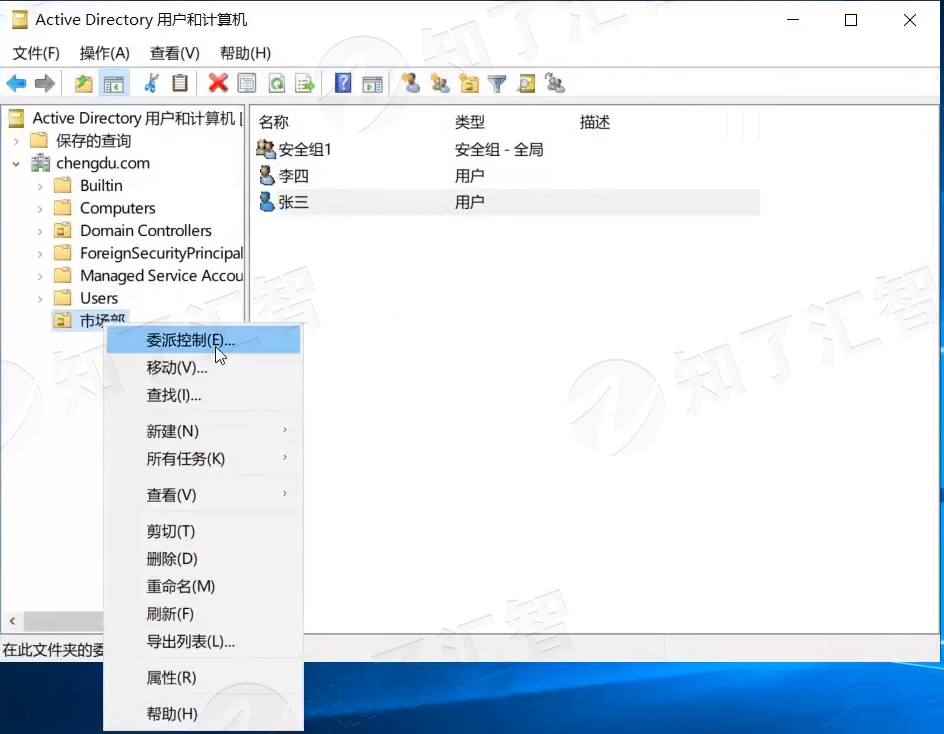 Active Directory 用户和计算机
文件(F) 操作(A) 查看(V) 帮助(H)
Active Directory 用户和计算机 [
保存的查询
chengdu.com
Builtin
Computers
Domain Controllers
ForeignSecurityPrincipal
Managed Service Accou
Users
市场部
名称 类型 描述
安全组1 安全组 - 全局
李四 用户
张三 用户
委派控制(E)...
移动(V)...
查找(I)...
新建(N)
所有任务(K)
查看(V)
剪切(T)
删除(D)
重命名(M)
刷新(F)
导出列表(L)...
属性(R)
帮助(H)
在此文件夹的委
知了汇智
知了汇智
知了汇智